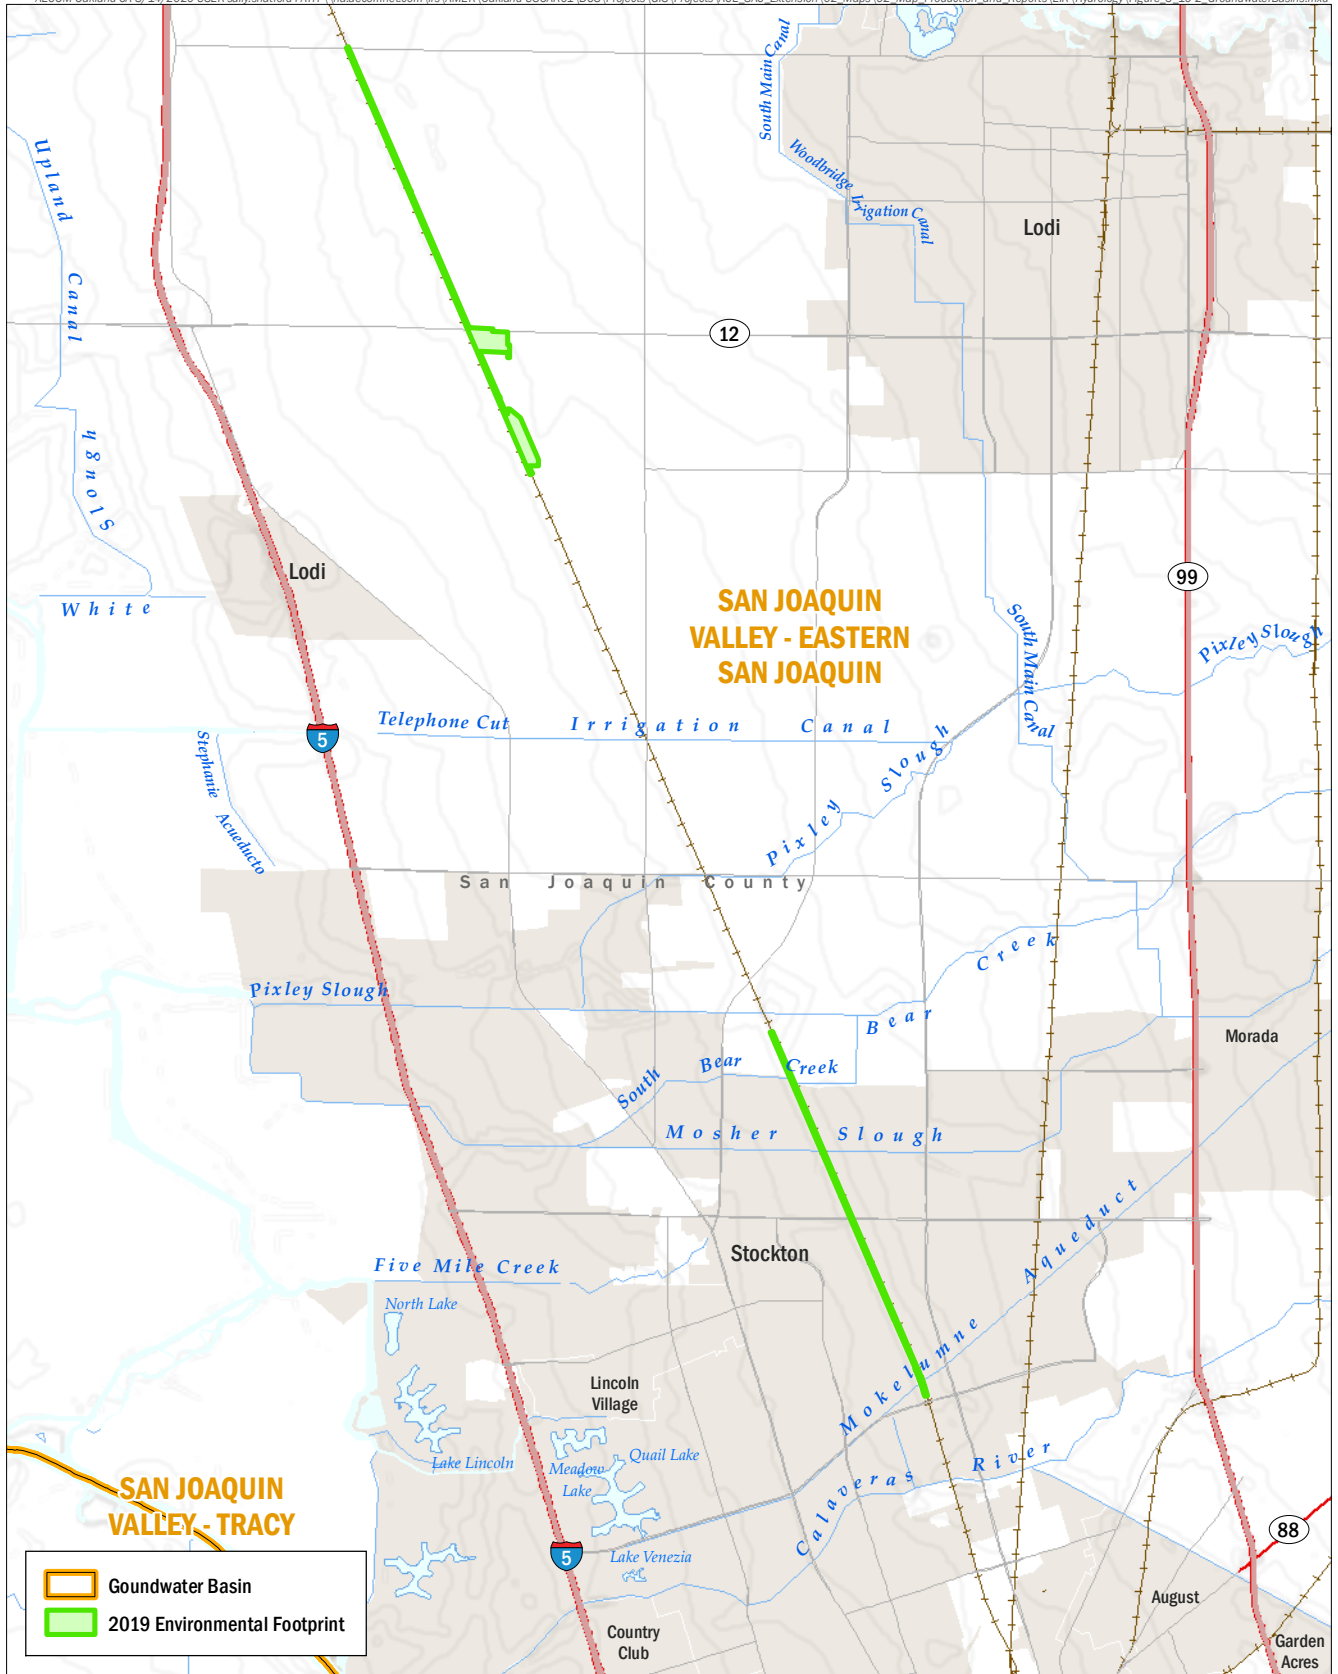 South Main Canal
Woodbridge Irrigation Canal
Upland Canal
Lodi
12
Slough
White
Lodi
99
SAN JOAQUIN
VALLEY - EASTERN
SAN JOAQUIN
South Main Canal
Pixley Slough
5
Telephone Cut
Irrigation Canal
Stephanie Acueducto
Pixley Slough
San Joaquin County
Creek
Pixley Slough
Bear
Morada
South Bear Creek
Mosher Slough
Stockton
Mokelumne Aqueduct
Five Mile Creek
North Lake
Lincoln
Village
Lake Lincoln
Meadow
Lake
Quail Lake
Calaveras River
SAN JOAQUIN
VALLEY - TRACY
88
5
Lake Venezia
Goundwater Basin
2019 Environmental Footprint
August
Country
Club
Garden
Acres